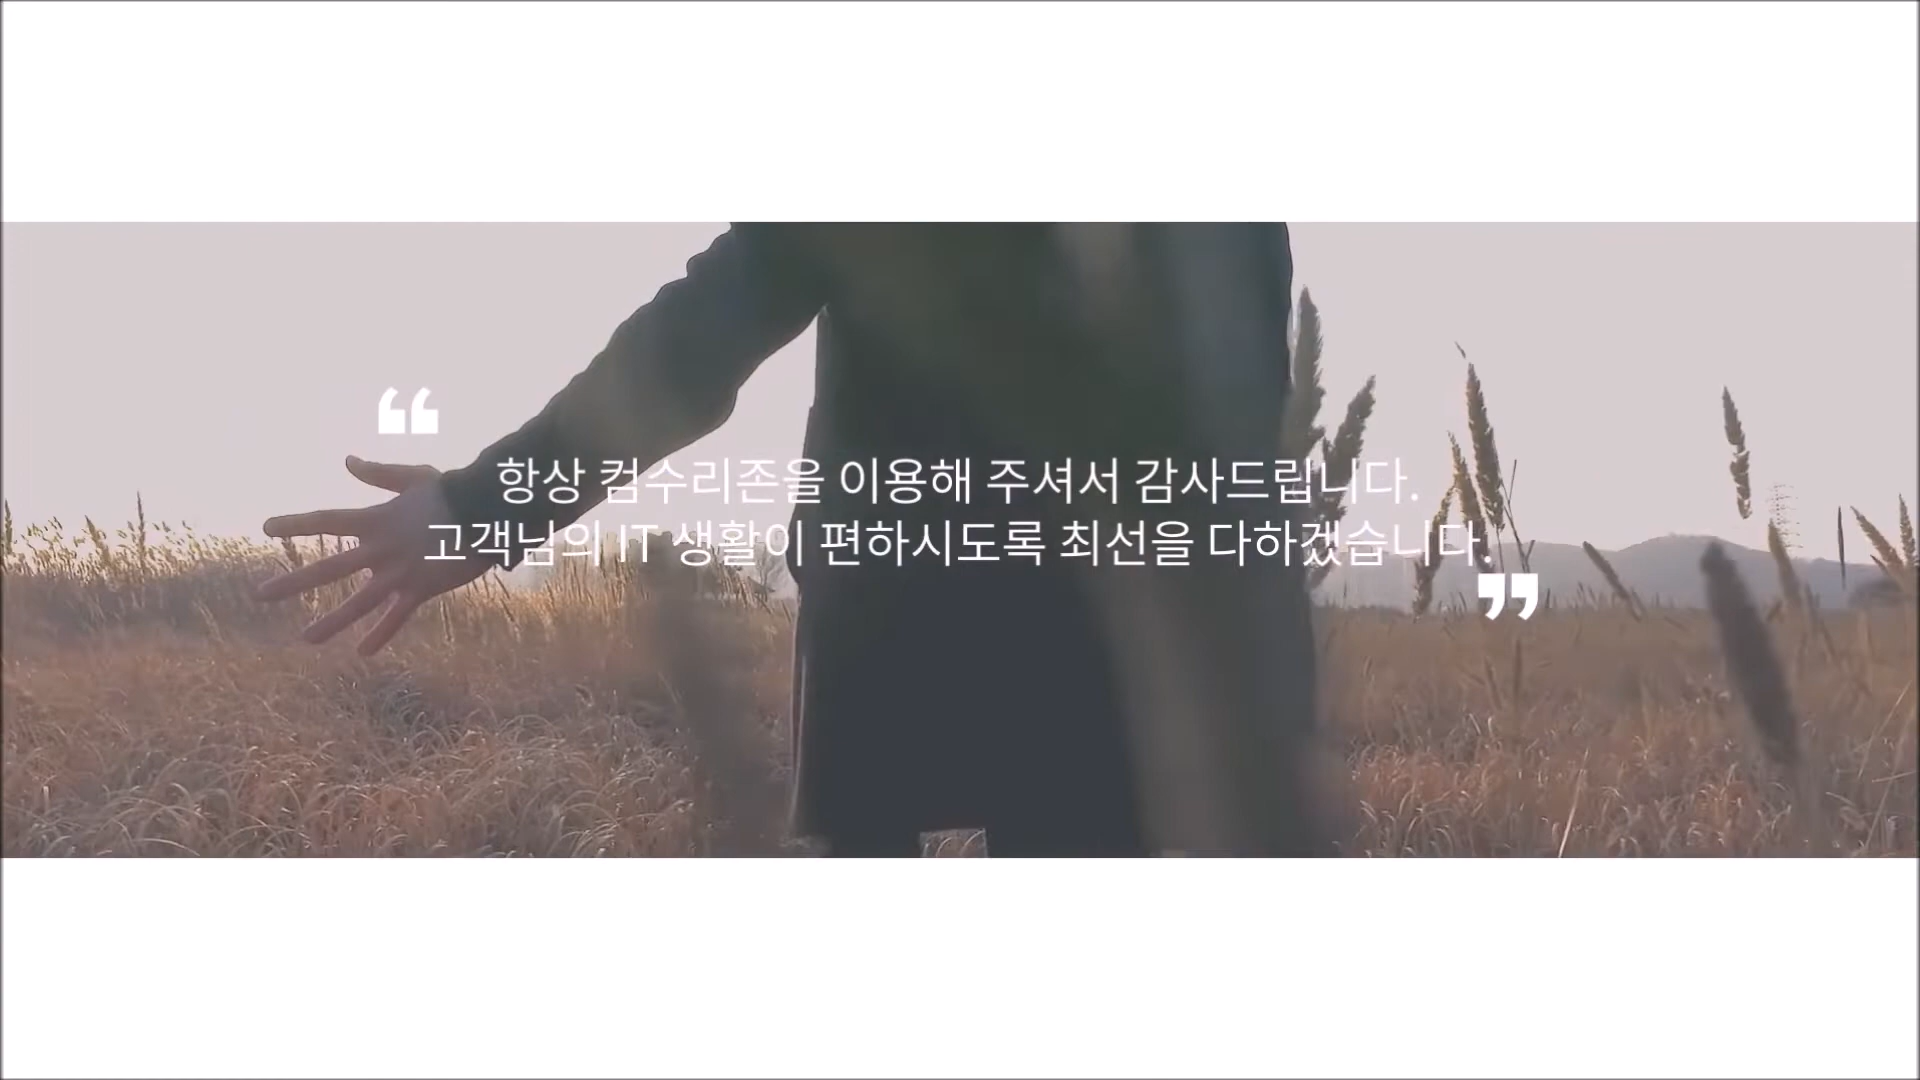 “
항상 컴수리존을 이용해 주셔서 감사드립니다.
고객님의 IT 생활이 편하시도록 최선을 다하겠습니다.
”